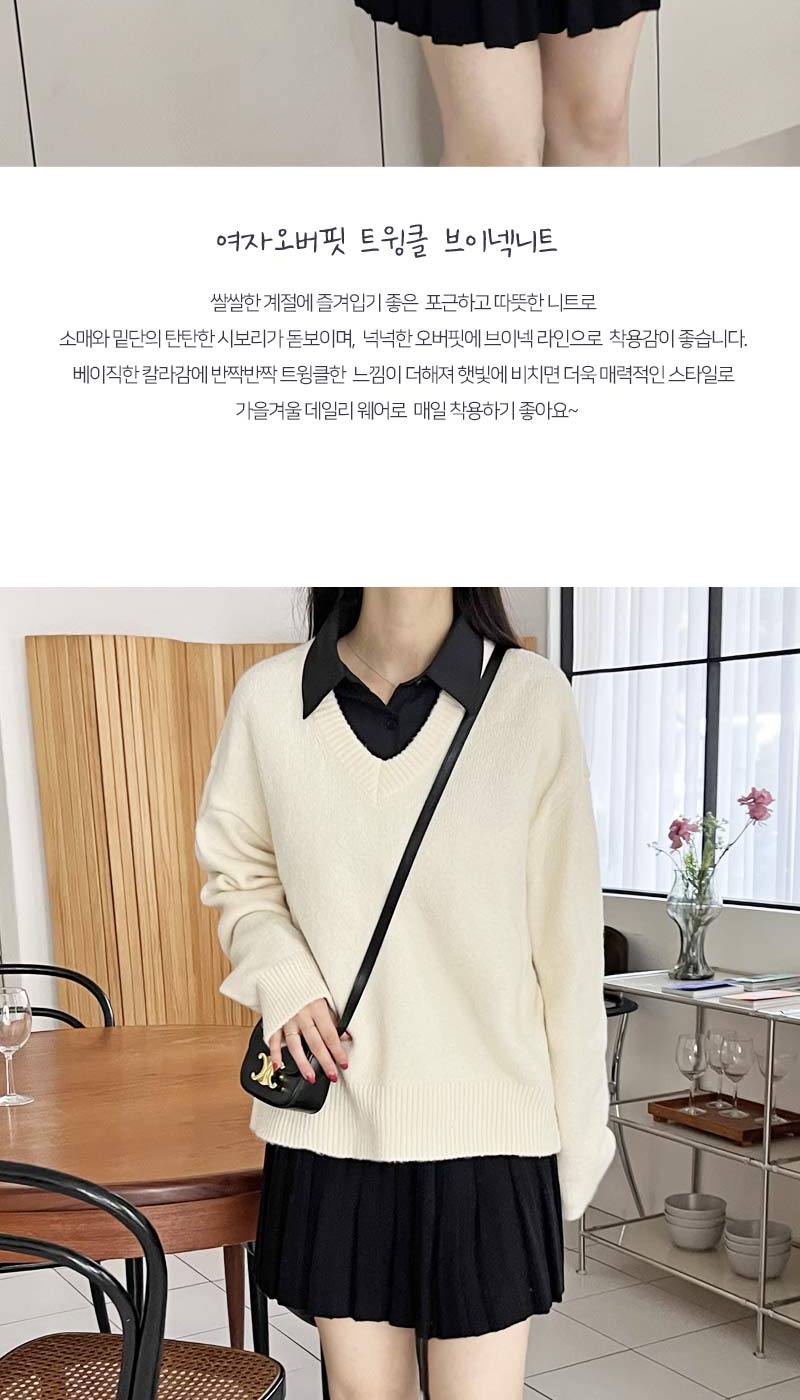 여자오버핏 트윙클 브이넥니트
쌀쌀한 계절에 즐겨입기 좋은 포근하고 따뜻한 니트로
소매와 밑단의 탄탄한 시보리가 돋보이며, 넉넉한 오버핏에 브이넥 라인으로 착용감이 좋습니다.
베이직한 칼라감에 반짝반짝 트윙클한 느낌이 더해져 햇빛에 비치면 더욱 매력적인 스타일로
가을겨울 데일리 웨어로 매일 착용하기 좋아요~